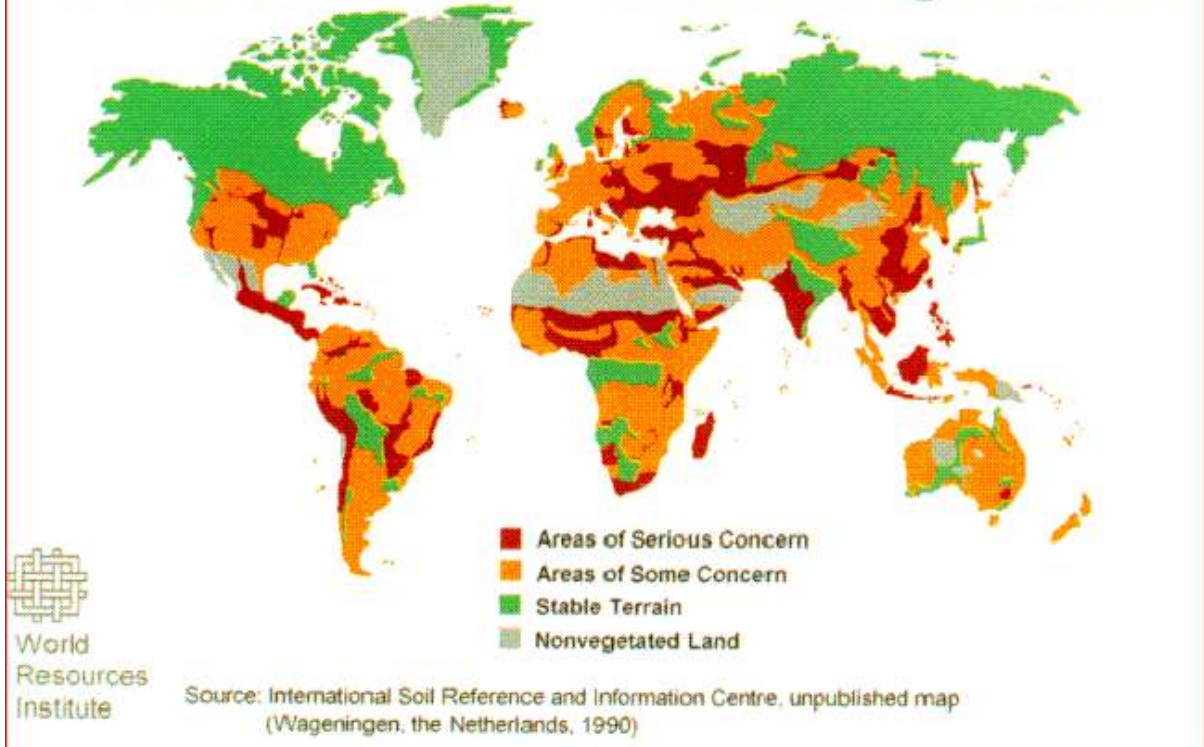 Areas of Serious Concern
Areas of Some Concern
Stable Terrain
Nonvegetated Land
World
Resources
Institute
Source: International Soil Reference and Information Centre, unpublished map
(Wageningen, the Netherlands, 1990)